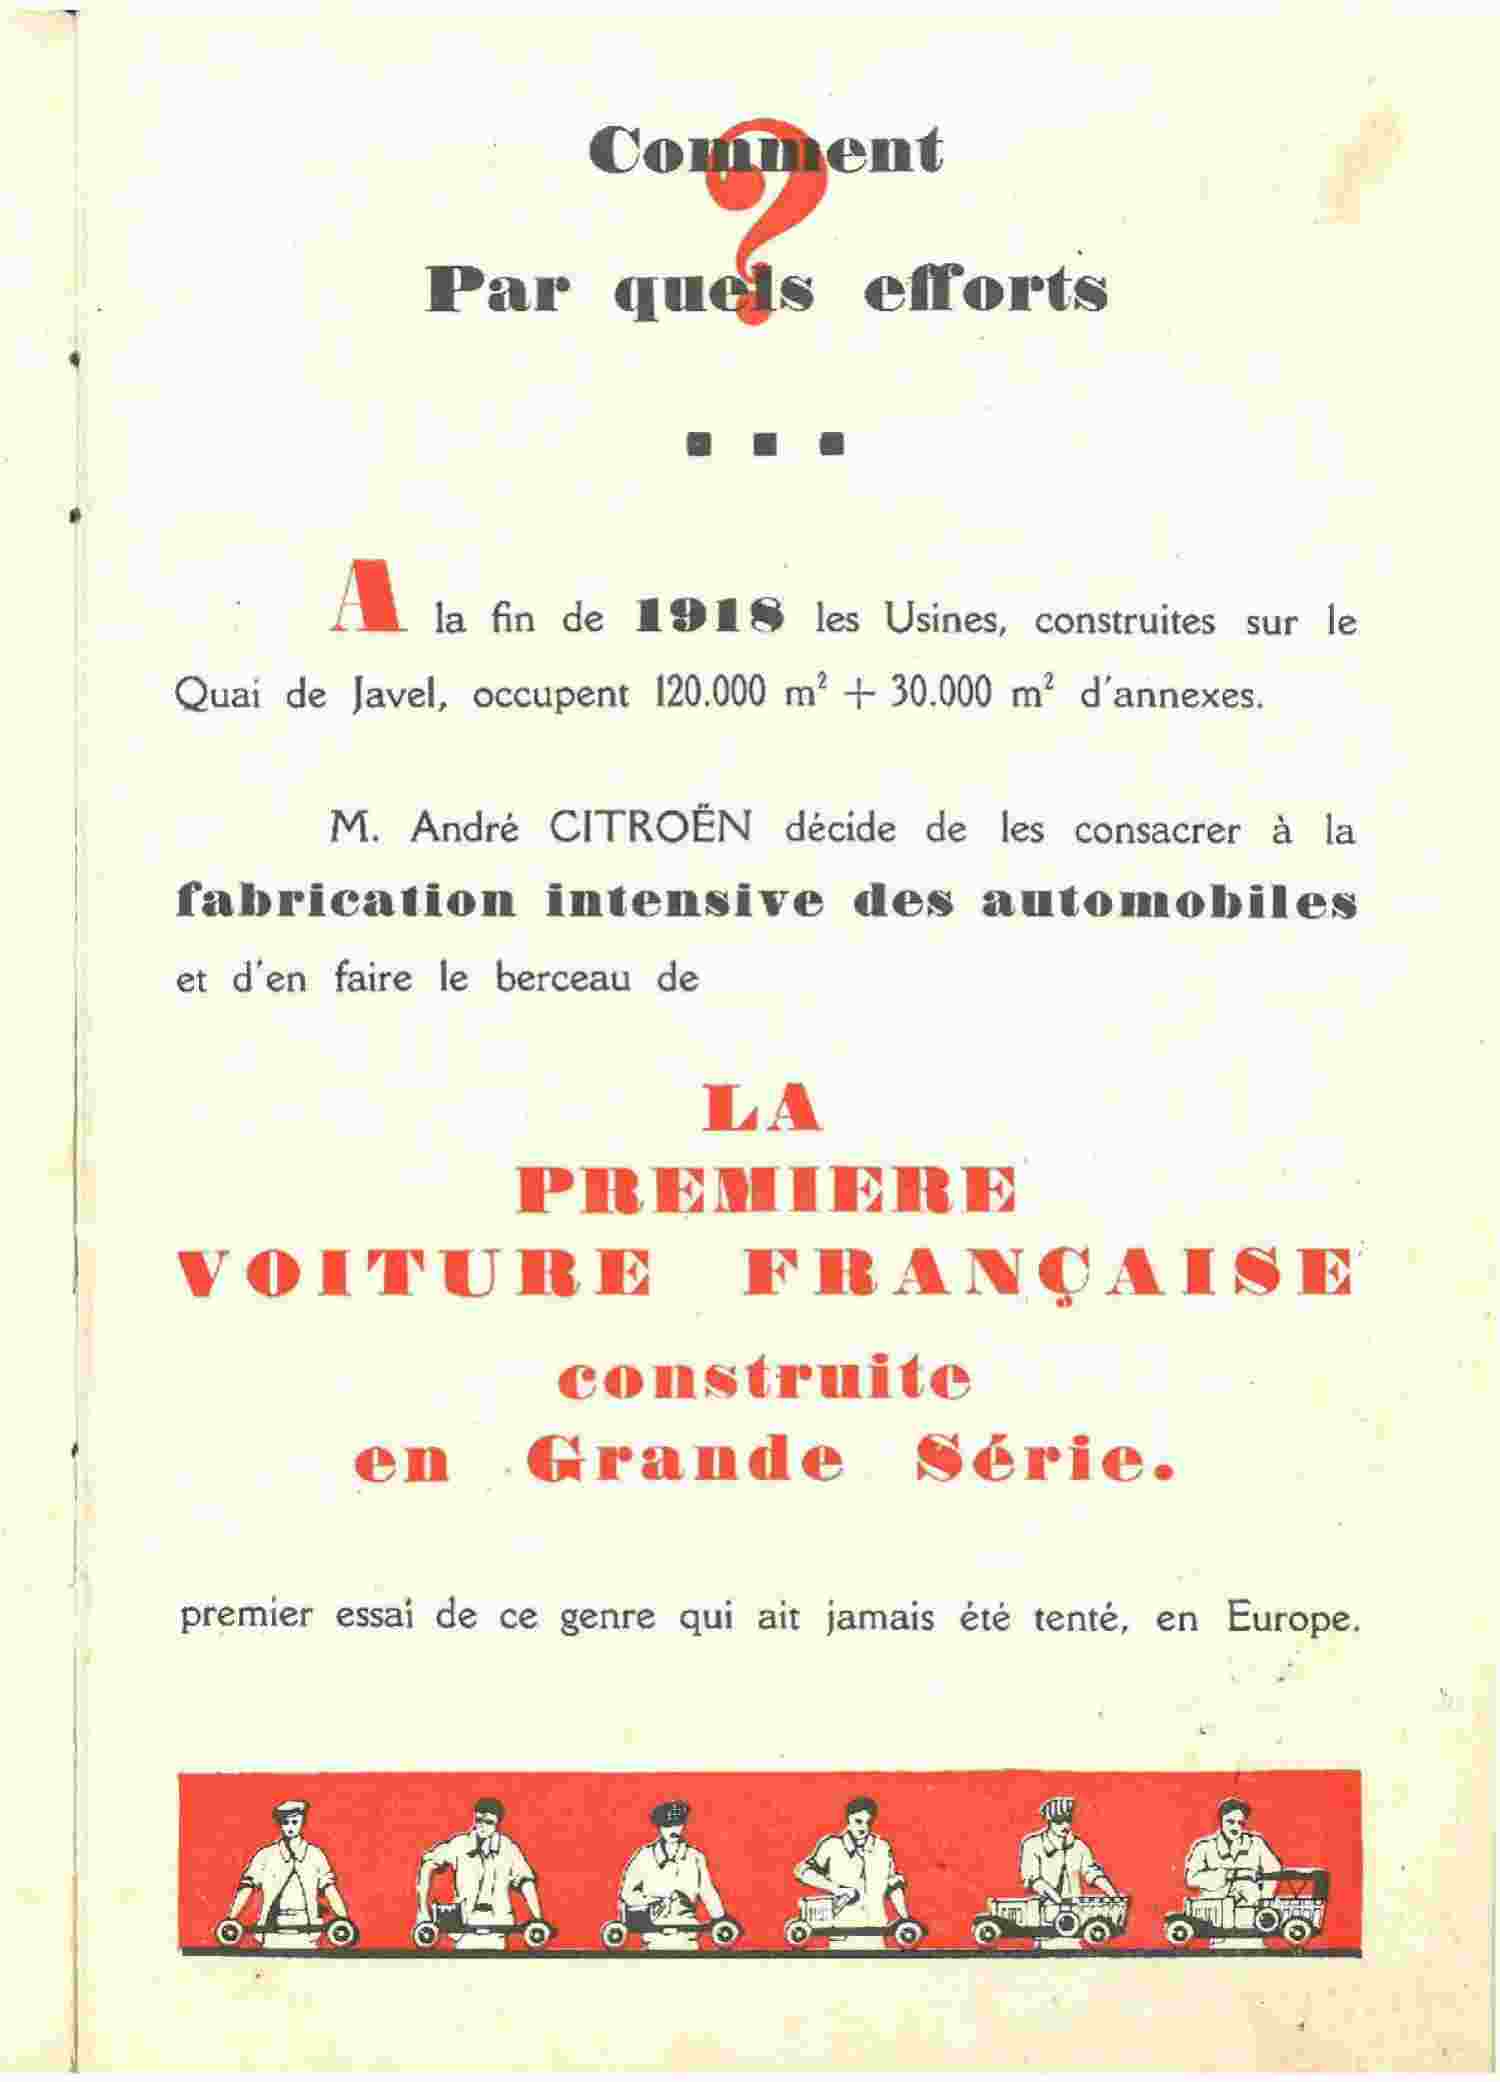 Comment
?
Par quels efforts
A la fin de 1918 les Usines, construites sur le
Quai de Javel, occupent 120.000 m² + 30.000 m² d'annexes.
M. André CITROËN décide de les consacrer à la
fabrication intensive des automobiles
et d'en faire le berceau de
LA
PREMIERE
VOITURE FRANÇAISE
construite
en Grande Série.
premier essai de ce genre qui ait jamais été tenté, en Europe.